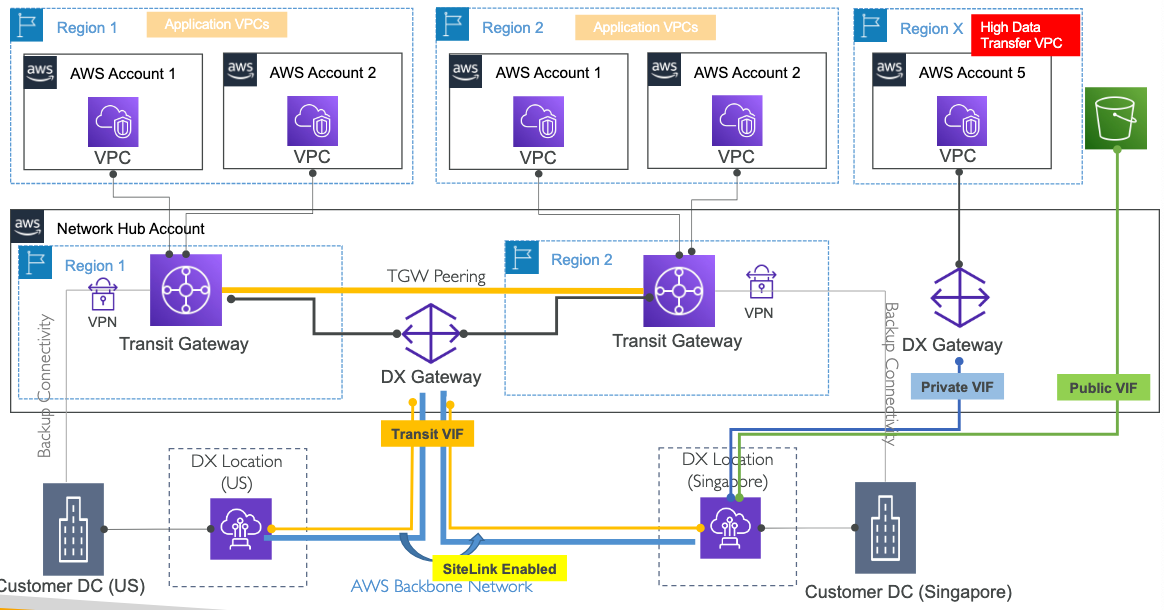 Region 1
Application VPCs
aws
AWS Account 1
VPC
aws
AWS Account 2
VPC
Region 2
Application VPCs
aws
AWS Account 1
VPC
aws
AWS Account 2
VPC
Region X
High Data
Transfer VPC
aws
AWS Account 5
VPC
aws
Network Hub Account
Region 1
VPN
Transit Gateway
TGW Peering
DX Gateway
Region 2
Transit Gateway
VPN
DX Gateway
Backup Connectivity
Backup Connectivity
Private VIF
Public VIF
Transit VIF
DX Location
(US)
DX Location
(Singapore)
SiteLink Enabled
AWS Backbone Network
Customer DC (US)
Customer DC (Singapore)